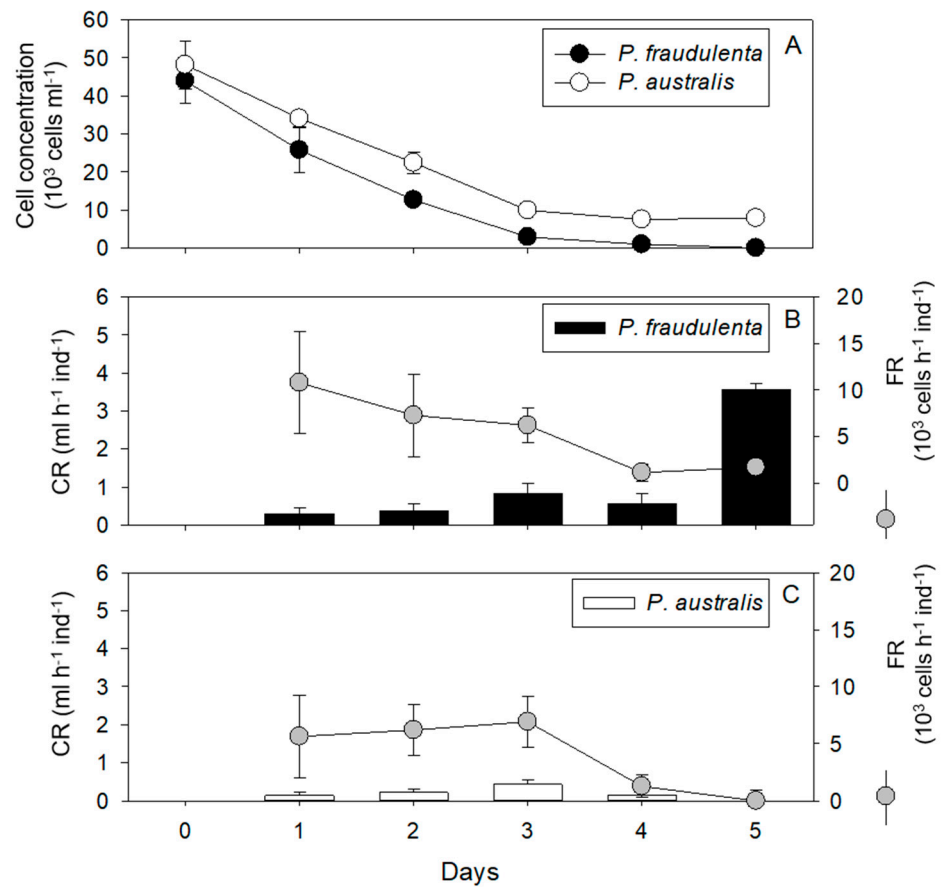 Cell concentration
(10³ cells ml⁻¹)
60
50
40
30
20
10
0
P. fraudulenta
P. australis
A
CR (ml h⁻¹ ind⁻¹)
6
5
4
3
2
1
0
P. fraudulenta
B
20
15
10
5
0
FR
(10³ cells h⁻¹ ind⁻¹)
CR (ml h⁻¹ ind⁻¹)
6
5
4
3
2
1
0
P. australis
C
20
15
10
5
0
FR
(10³ cells h⁻¹ ind⁻¹)
0 1 2 3 4 5
Days